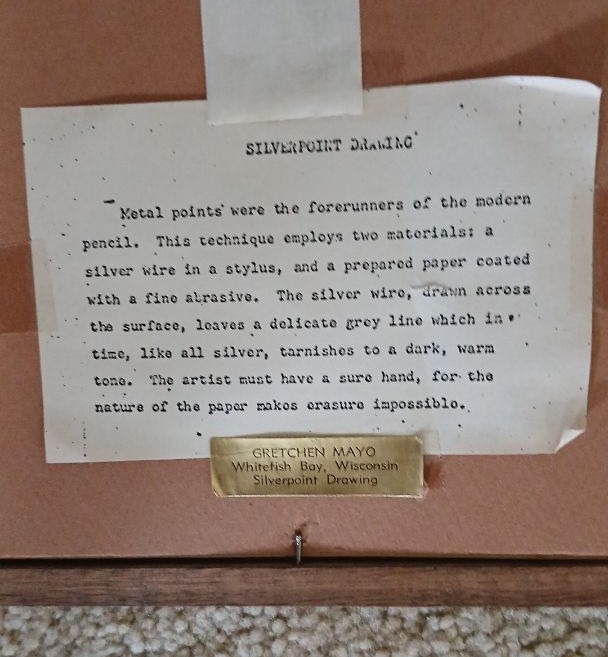 SILVERPOINT DRAWING
Metal points were the forerunners of the modern
pencil. This technique employs two materials: a
silver wire in a stylus, and a prepared paper coated
with a fine abrasive. The silver wire, drawn across
the surface, leaves a delicate grey line which in
time, like all silver, tarnishes to a dark, warm
tone. The artist must have a sure hand, for the
nature of the paper makes erasure impossible.
GRETCHEN MAYO
Whitefish Bay, Wisconsin
Silverpoint Drawing